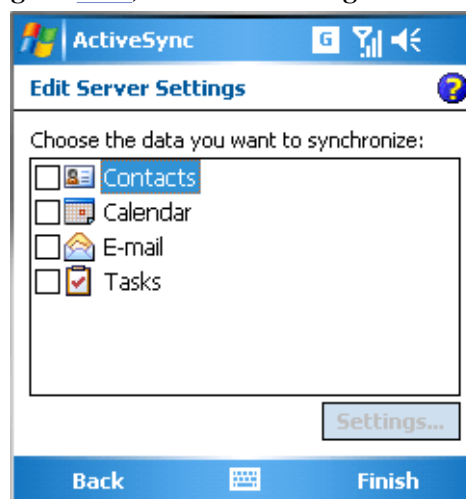 ActiveSync G
Edit Server Settings ?
Choose the data you want to synchronize:
Contacts
Calendar
E-mail
Tasks
Settings...
Back Finish